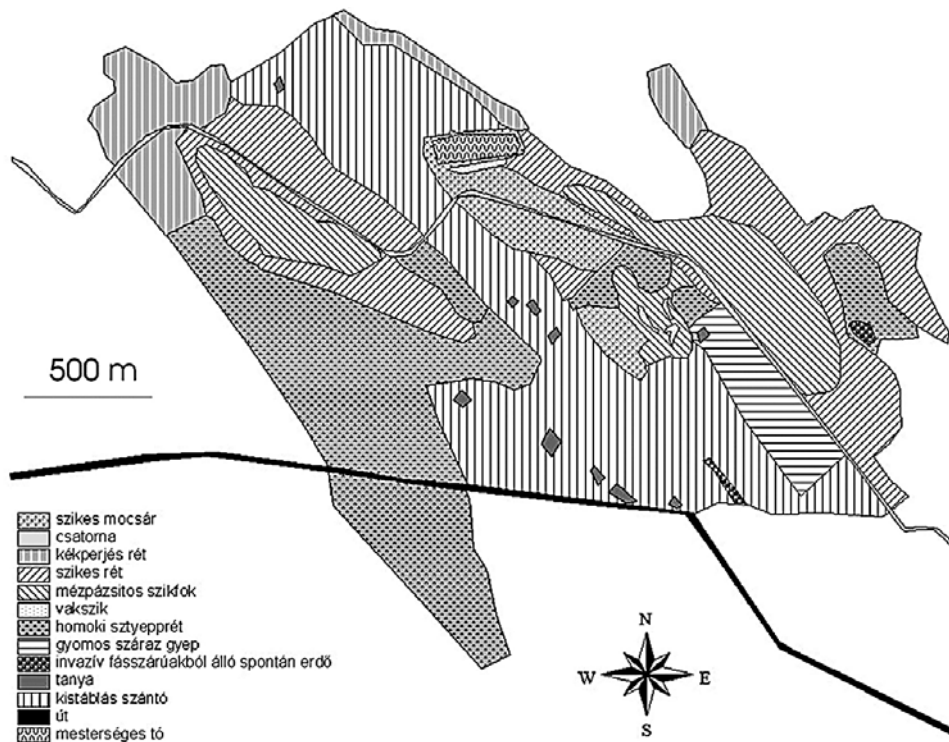 500 m
szikes mocsár
csatorna
kékperjés rét
szikes rét
mézpázsitos szikfok
vakszik
homoki sztyepprét
gyomos száraz gyep
invazív fásszárúakból álló spontán erdő
tanya
kistáblás szántó
út
mesterséges tó
N
W E
S